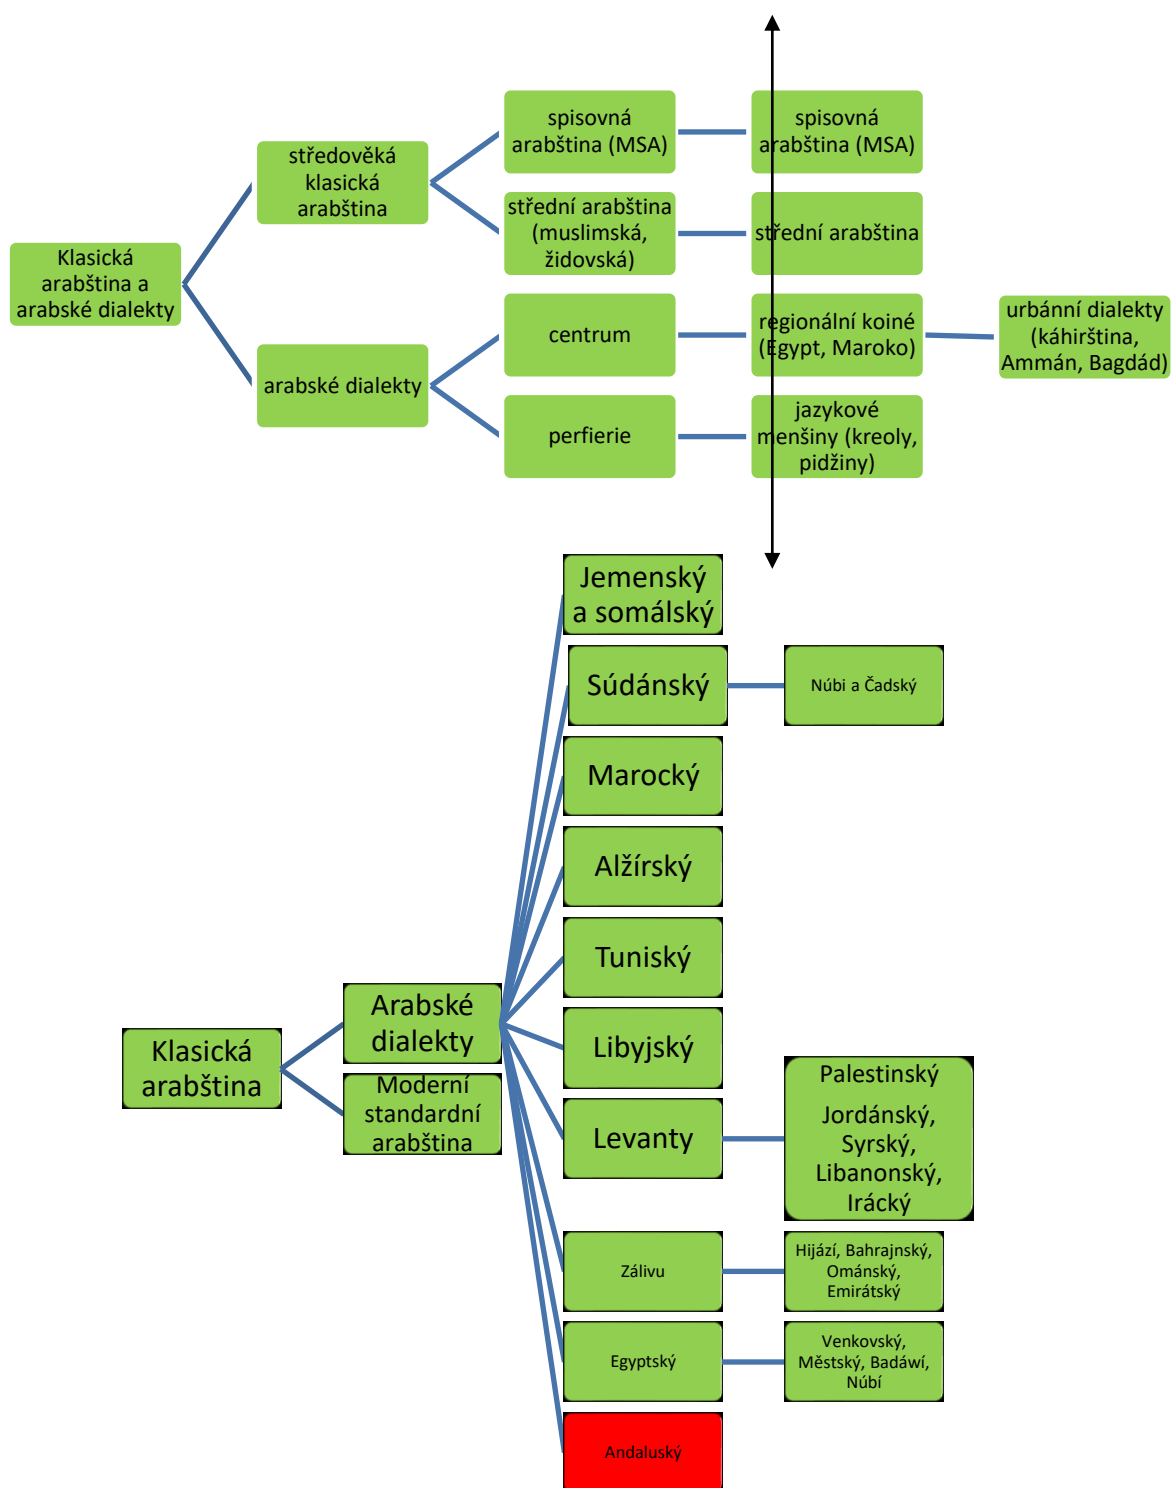 Klasická
arabština a
arabské dialekty
středověká
klasická
arabština
spisovná
arabština (MSA)
spisovná
arabština (MSA)
střední arabština
(muslimská,
židovská)
střední arabština
arabské dialekty
centrum
regionální koiné
(Egypt, Maroko)
urbánní dialekty
(káhirština,
Ammán, Bagdád)
perfierie
jazykové
menšiny (kreoly,
pidžiny)
Klasická
arabština
Arabské
dialekty
Jemenský
a somálský
Súdánský
Núbi a Čadský
Marocký
Alžírský
Tuniský
Libyjský
Levanty
Palestinský
Jordánský,
Syrský,
Libanonský,
Irácký
Zálivu
Hijází, Bahrajnský,
Ománský,
Emirátský
Egyptský
Venkovský,
Městský, Badáwí,
Núbí
Andaluský
Moderní
standardní
arabština